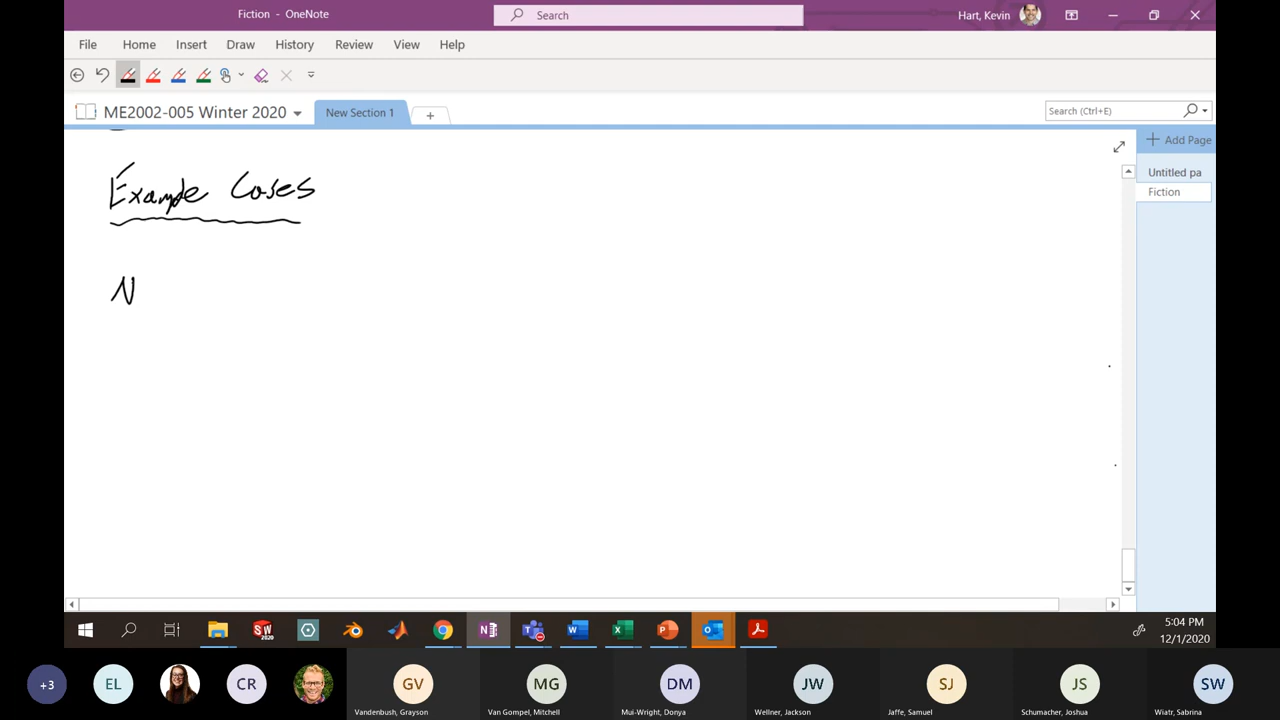 Fiction - OneNote
Search
Hart, Kevin
File Home Insert Draw History Review View Help
ME2002-005 Winter 2020
New Section 1
Search (Ctrl+E)
Add Page
Untitled pa
Fiction
Example Cases
N
SW
2020
5:04 PM
12/1/2020
+3
EL
CR
GV
MG
DM
JW
SJ
JS
SW
Vandenbush, Grayson
Van Gompel, Mitchell
Mui-Wright, Donya
Wellner, Jackson
Jaffe, Samuel
Schumacher, Joshua
Wiatr, Sabrina